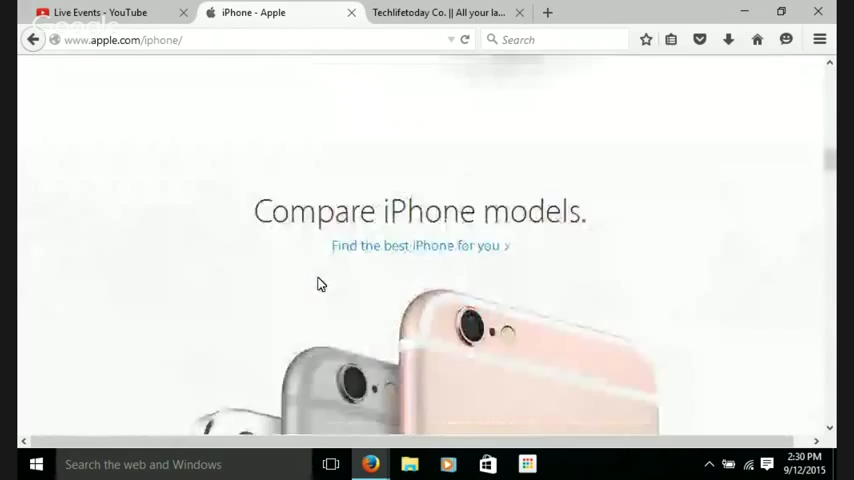 Live Events - YouTube
iPhone - Apple
Techlifetoday Co. || All your la...
Google
www.apple.com/iphone/
Search
Compare iPhone models.
Find the best iPhone for you ›
Search the web and Windows
2:30 PM
9/12/2015